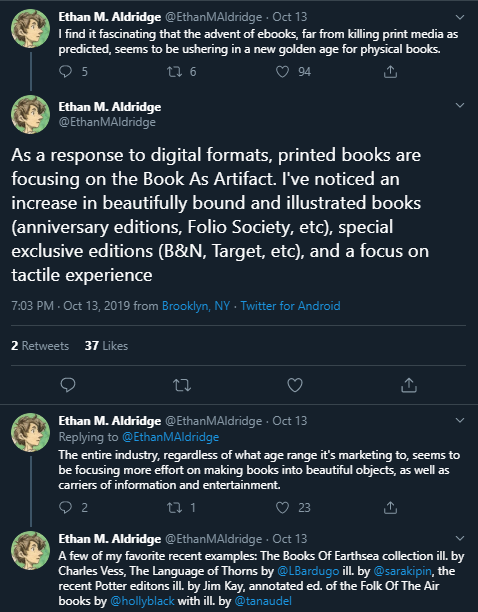 Ethan M. Aldridge @EthanMAldridge · Oct 13
I find it fascinating that the advent of ebooks, far from killing print media as
predicted, seems to be ushering in a new golden age for physical books.
5 6 94
Ethan M. Aldridge
@EthanMAldridge
As a response to digital formats, printed books are
focusing on the Book As Artifact. I've noticed an
increase in beautifully bound and illustrated books
(anniversary editions, Folio Society, etc), special
exclusive editions (B&N, Target, etc), and a focus on
tactile experience
7:03 PM · Oct 13, 2019 from Brooklyn, NY · Twitter for Android
2 Retweets 37 Likes
Ethan M. Aldridge @EthanMAldridge · Oct 13
Replying to @EthanMAldridge
The entire industry, regardless of what age range it's marketing to, seems to
be focusing more effort on making books into beautiful objects, as well as
carriers of information and entertainment.
2 1 23
Ethan M. Aldridge @EthanMAldridge · Oct 13
A few of my favorite recent examples: The Books Of Earthsea collection ill. by
Charles Vess, The Language of Thorns by @LBardugo ill. by @sarakipin, the
recent Potter editons ill. by Jim Kay, annotated ed. of the Folk Of The Air
books by @hollyblack with ill. by @tanaudel